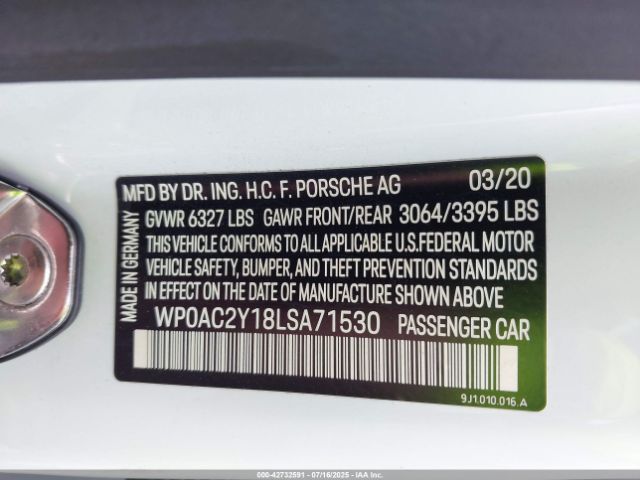 MFD BY DR. ING. H.C. F. PORSCHE AG 03/20
GVWR 6327 LBS GAWR FRONT/REAR 3064/3395 LBS
THIS VEHICLE CONFORMS TO ALL APPLICABLE U.S.FEDERAL MOTOR
VEHICLE SAFETY, BUMPER, AND THEFT PREVENTION STANDARDS
IN EFFECT ON THE DATE OF MANUFACTURE SHOWN ABOVE.
WP0AC2Y18LSA71530 PASSENGER CAR
MADE IN GERMANY
9J1.010.016.A
000-42732591 - 07/16/2025 - IAA Inc.